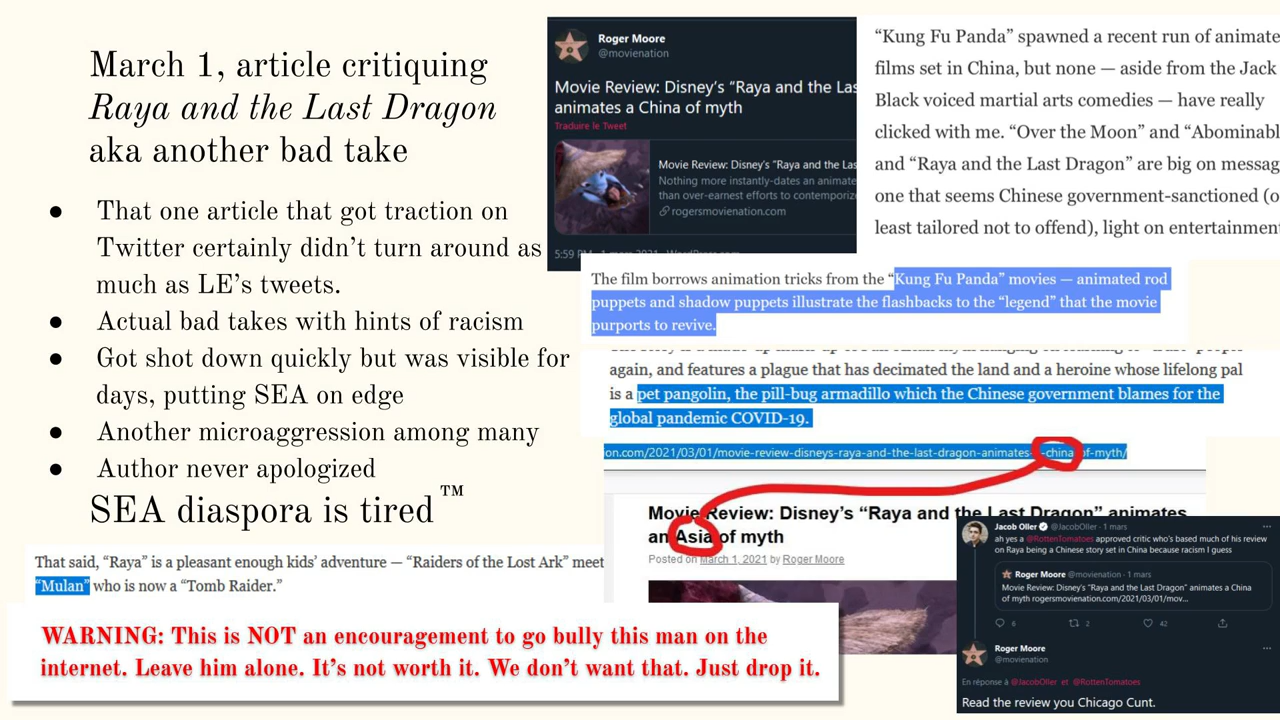 March 1, article critiquing
Raya and the Last Dragon
aka another bad take
● That one article that got traction on
Twitter certainly didn’t turn around as
much as LE’s tweets.
● Actual bad takes with hints of racism
● Got shot down quickly but was visible for
days, putting SEA on edge
● Another microaggression among many
● Author never apologized
SEA diaspora is tired™
Roger Moore
@movienation
Movie Review: Disney’s “Raya and the Las
animates a China of myth
Traduire le Tweet
Movie Review: Disney’s “Raya and the Las
Nothing more instantly-dates an animate
than over-earnest efforts to contemporiz
rogersmovienation.com
5:59
“Kung Fu Panda” spawned a recent run of animate
films set in China, but none — aside from the Jack
Black voiced martial arts comedies — have really
clicked with me. “Over the Moon” and “Abominabl
and “Raya and the Last Dragon” are big on messag
one that seems Chinese government-sanctioned (o
least tailored not to offend), light on entertainment
The film borrows animation tricks from the “Kung Fu Panda” movies — animated rod
puppets and shadow puppets illustrate the flashbacks to the “legend” that the movie
purports to revive.
again, and features a plague that has decimated the land and a heroine whose lifelong pal
is a pet pangolin, the pill-bug armadillo which the Chinese government blames for the
global pandemic COVID-19.
on.com/2021/03/01/movie-review-disneys-raya-and-the-last-dragon-animates-a-china-of-myth/
Movie Review: Disney’s “Raya and the Last Dragon” animates
an Asia of myth
Posted on March 1, 2021 by Roger Moore
That said, “Raya” is a pleasant enough kids’ adventure — “Raiders of the Lost Ark” meet
“Mulan” who is now a “Tomb Raider.”
WARNING: This is NOT an encouragement to go bully this man on the
internet. Leave him alone. It’s not worth it. We don’t want that. Just drop it.
Jacob Oller @JacobOller · 1 mars
ah yes a @RottenTomatoes approved critic who's based much of his review
on Raya being a Chinese story set in China because racism I guess
Roger Moore @movienation · 1 mars
Movie Review: Disney’s “Raya and the Last Dragon” animates a China
of myth rogersmovienation.com/2021/03/01/mov...
6 2 42
Roger Moore
@movienation
En réponse à @JacobOller et @RottenTomatoes
Read the review you Chicago Cunt.